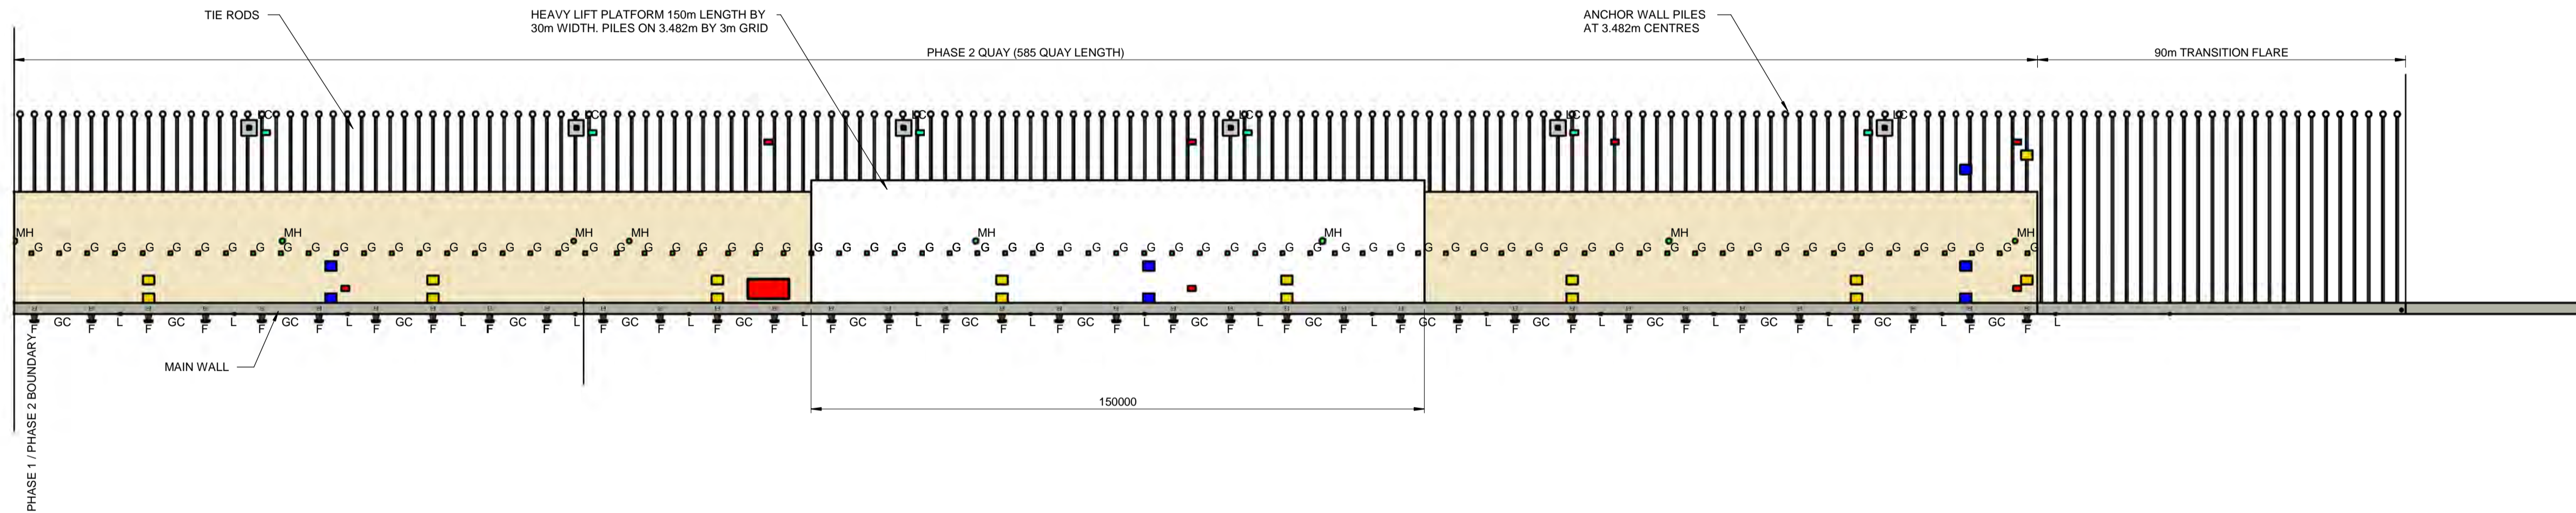 TIE RODS
HEAVY LIFT PLATFORM 150m LENGTH BY
30m WIDTH. PILES ON 3.482m BY 3m GRID
ANCHOR WALL PILES
AT 3.482m CENTRES
PHASE 2 QUAY (585 QUAY LENGTH)
90m TRANSITION FLARE
LC LC LC LC LC LC
MH MH MH MH MH MH MH MH
G G G G G G G G G G G G G G G G G G G G G G G G G G G G G G G G G G G G G G G G G G G G G G G G G G G G G G G G G G G G G G G G G G G G G G G G G
GC L GC L GC L GC L GC L GC L GC L GC L GC L GC L GC L GC L GC L GC L GC L GC L GC L GC L
F F F F F F F F F F F F F F F F F F F F F F F F F F F F F F F F F F F F
MAIN WALL
150000
PHASE 1 / PHASE 2 BOUNDARY